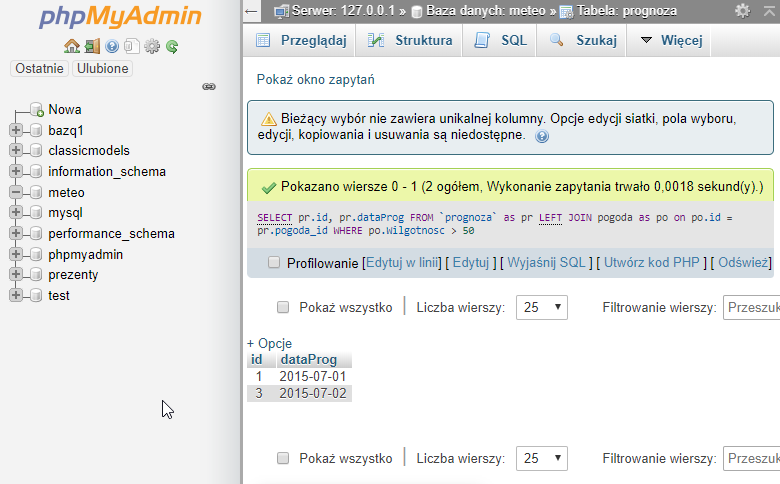 phpMyAdmin
Ostatnie Ulubione
Nowa
bazq1
classicmodels
information_schema
meteo
mysql
performance_schema
phpmyadmin
prezenty
test
Serwer: 127.0.0.1 » Baza danych: meteo » Tabela: prognoza
Przeglądaj Struktura SQL Szukaj Więcej
Pokaż okno zapytań
Bieżący wybór nie zawiera unikalnej kolumny. Opcje edycji siatki, pola wyboru,
edycji, kopiowania i usuwania są niedostępne.
Pokazano wiersze 0 - 1 (2 ogółem, Wykonanie zapytania trwało 0,0018 sekund(y).)
SELECT pr.id, pr.dataProg FROM `prognoza` as pr LEFT JOIN pogoda as po on po.id =
pr.pogoda_id WHERE po.Wilgotnosc > 50
Profilowanie [Edytuj w linii] [ Edytuj ] [ Wyjaśnij SQL ] [ Utwórz kod PHP ] [ Odśwież]
Pokaż wszystko | Liczba wierszy: 25 Filtrowanie wierszy: Przeszuk
+ Opcje
id dataProg
1 2015-07-01
3 2015-07-02
Pokaż wszystko | Liczba wierszy: 25 Filtrowanie wierszy: Przeszuk